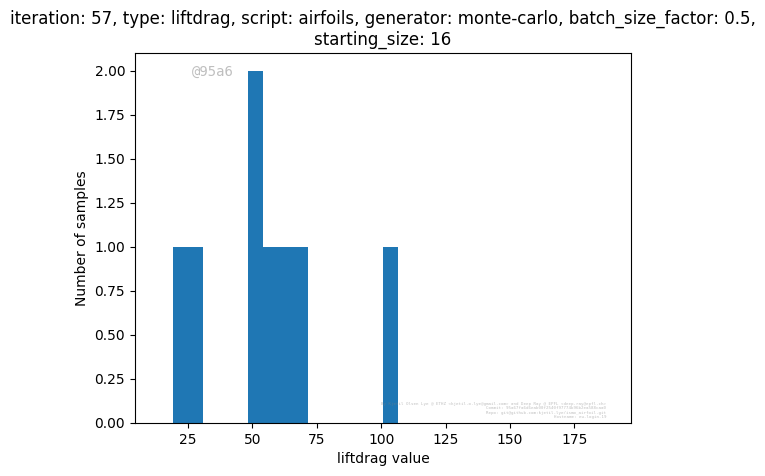 iteration: 57, type: liftdrag, script: airfoils, generator: monte-carlo, batch_size_factor: 0.5,
starting_size: 16
@95a6
2.00
1.75
1.50
1.25
1.00
0.75
0.50
0.25
0.00
Number of samples
25 50 75 100 125 150 175
liftdrag value